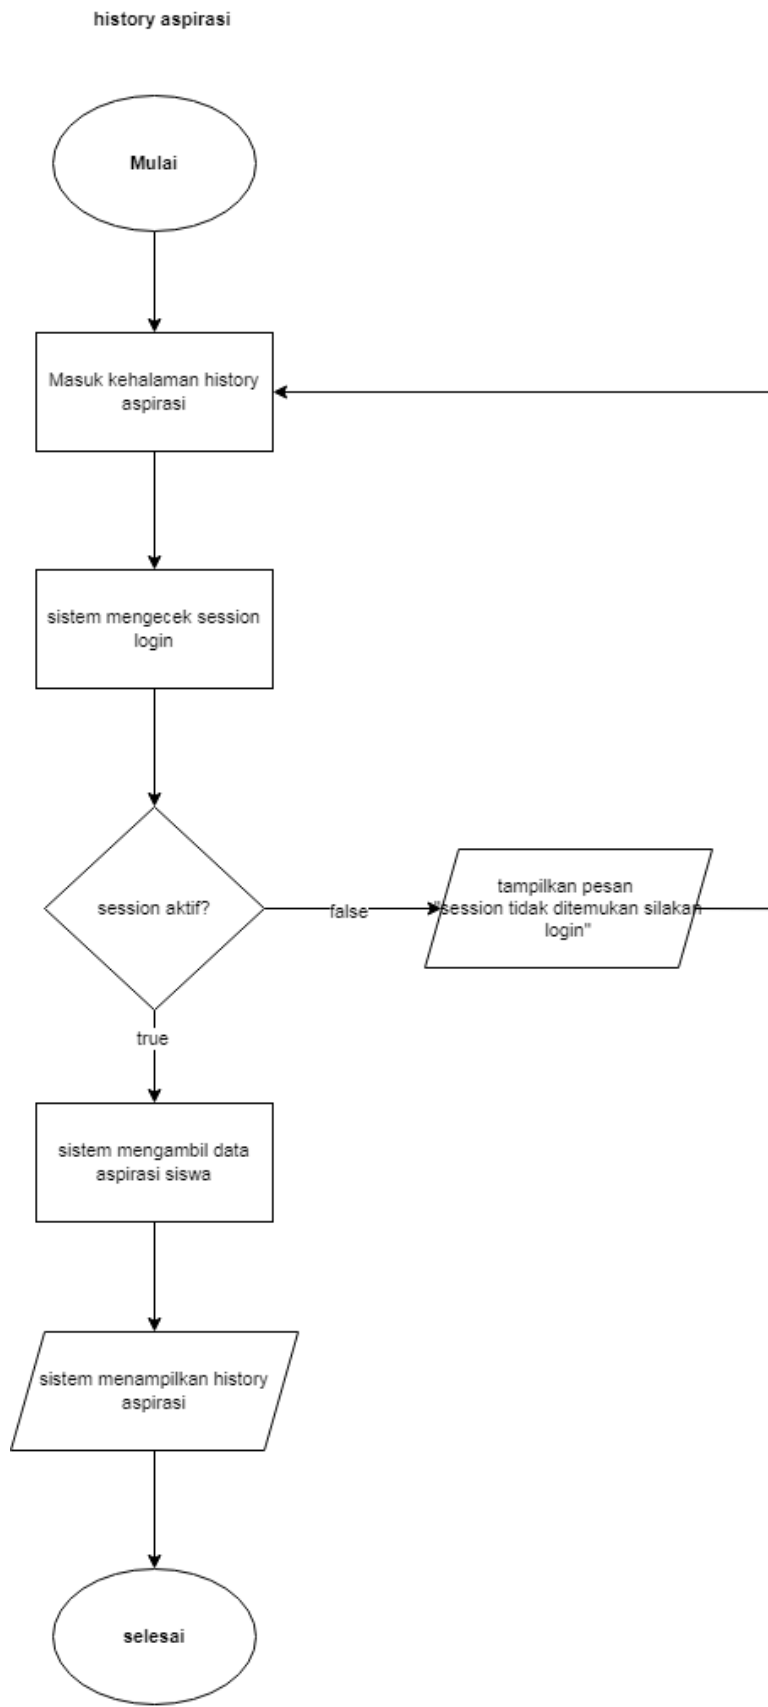 history aspirasi
Mulai
Masuk kehalaman history
aspirasi
sistem mengecek session
login
session aktif?
false
tampilkan pesan
"session tidak ditemukan silakan
login"
true
sistem mengambil data
aspirasi siswa
sistem menampilkan history
aspirasi
selesai